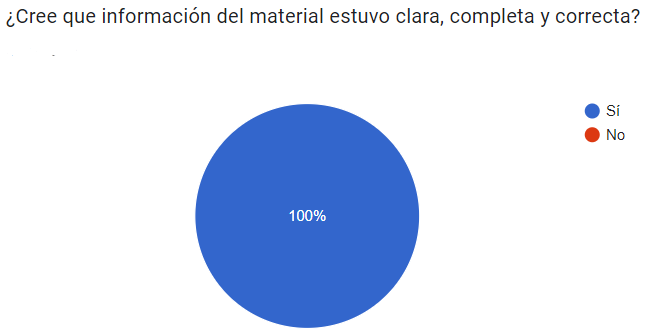 ¿Cree que información del material estuvo clara, completa y correcta?
Sí
No
100%